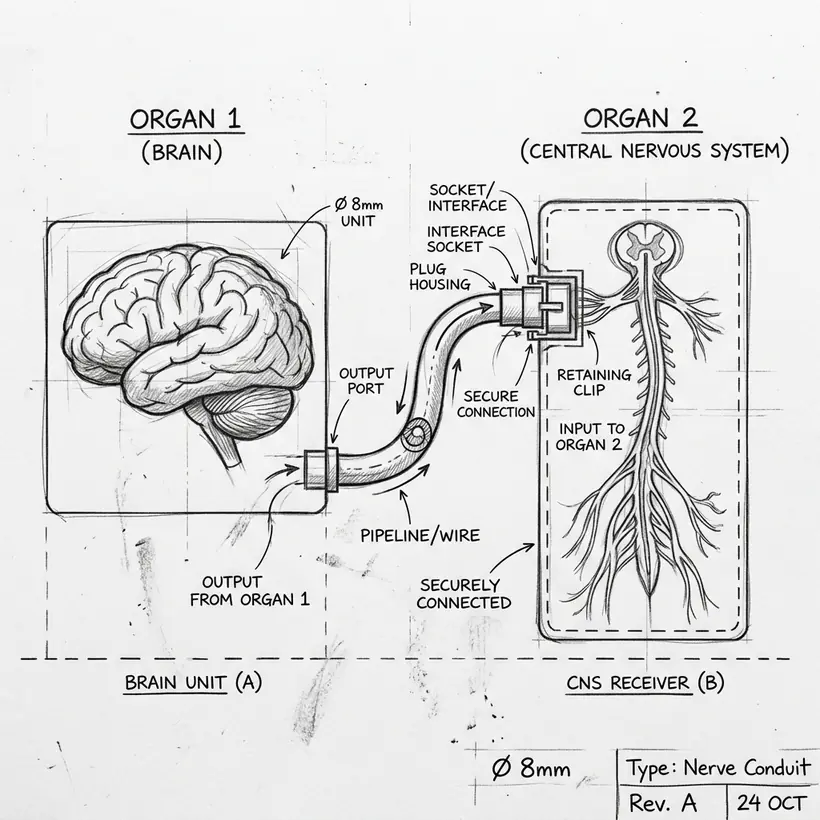 ORGAN 1
(BRAIN)
ORGAN 2
(CENTRAL NERVOUS SYSTEM)
Ø 8mm
UNIT
SOCKET/
INTERFACE
INTERFACE
SOCKET
PLUG
HOUSING
OUTPUT
PORT
SECURE
CONNECTION
RETAINING
CLIP
INPUT TO
ORGAN 2
PIPELINE/WIRE
OUTPUT
FROM ORGAN 1
SECURELY
CONNECTED
BRAIN UNIT (A)
CNS RECEIVER (B)
Ø 8mm
Type: Nerve Conduit
Rev. A
24 OCT